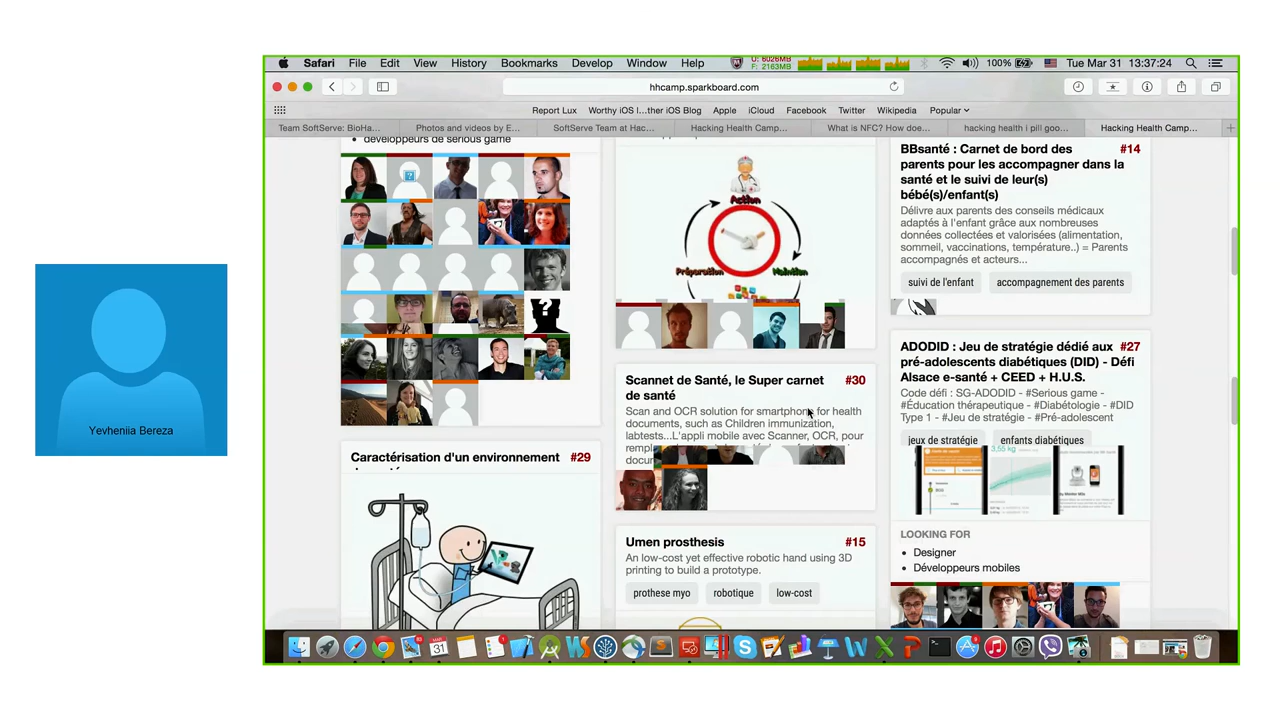 Safari File Edit View History Bookmarks Develop Window Help
U: 6026MB
F: 2163MB
100%
Tue Mar 31 13:37:24
hhcamp.sparkboard.com
Report Lux Worthy iOS I...ther iOS Blog Apple iCloud Facebook Twitter Wikipedia Popular
Team SoftServe: BioHa... Photos and videos by E... SoftServe Team at Hac... Hacking Health Camp... What is NFC? How doe... hacking health i pill goo... Hacking Health Camp...
développeurs de serious game
Caractérisation d'un environnement #29
Action
Préparation
Maintien
Scannet de Santé, le Super carnet #30
de santé
Scan and OCR solution for smartphone for health
documents, such as Children immunization,
labtests...L'appli mobile avec Scanner, OCR, pour
Umen prosthesis #15
An low-cost yet effective robotic hand using 3D
printing to build a prototype.
prothese myo robotique low-cost
BBsanté : Carnet de bord des #14
parents pour les accompagner dans la
santé et le suivi de leur(s)
bébé(s)/enfant(s)
Délivre aux parents des conseils médicaux
adaptés à l'enfant grâce aux nombreuses
données collectées et valorisées (alimentation,
sommeil, vaccinations, température..) = Parents
accompagnés et acteurs...
suivi de l'enfant accompagnement des parents
ADODID : Jeu de stratégie dédié aux #27
pré-adolescents diabétiques (DID) - Défi
Alsace e-santé + CEED + H.U.S.
Code défi : SG-ADODID - #Serious game -
#Éducation thérapeutique - #Diabétologie - #DID
Type 1 - #Jeu de stratégie - #Pré-adolescent
jeux de stratégie enfants diabétiques
3,55 kg
LOOKING FOR
Designer
Développeurs mobiles
Yevheniia Bereza